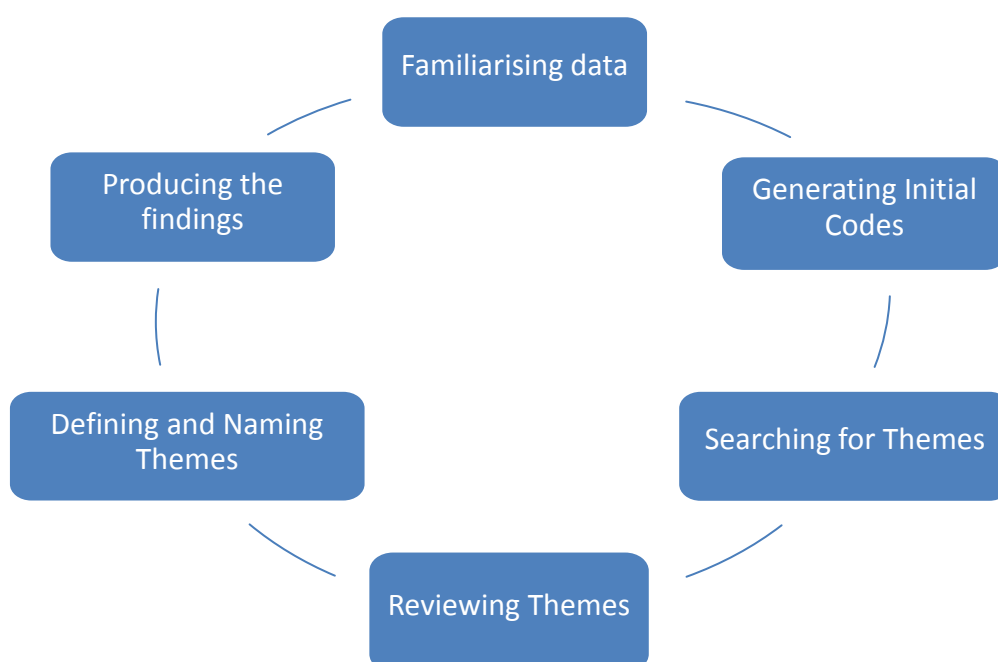 Familiarising data
Generating Initial
Codes
Searching for Themes
Reviewing Themes
Defining and Naming
Themes
Producing the
findings